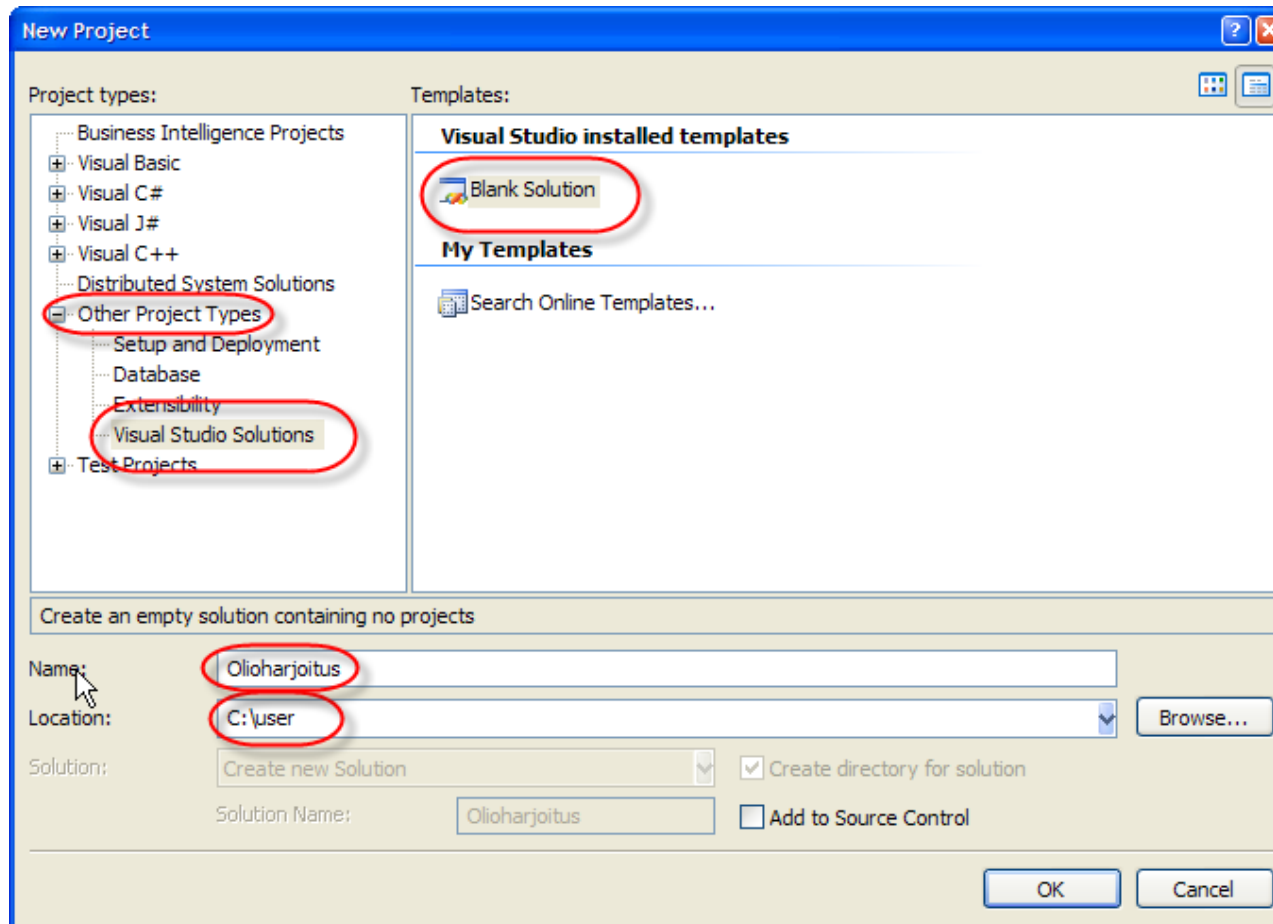 New Project
Project types:
Templates:
Business Intelligence Projects
Visual Basic
Visual C#
Visual J#
Visual C++
Distributed System Solutions
Other Project Types
Setup and Deployment
Database
Extensibility
Visual Studio Solutions
Test Projects
Visual Studio installed templates
Blank Solution
My Templates
Search Online Templates...
Create an empty solution containing no projects
Name: Olioharjoitus
Location: C:\user Browse...
Solution: Create new Solution Create directory for solution
Solution Name: Olioharjoitus Add to Source Control
OK Cancel